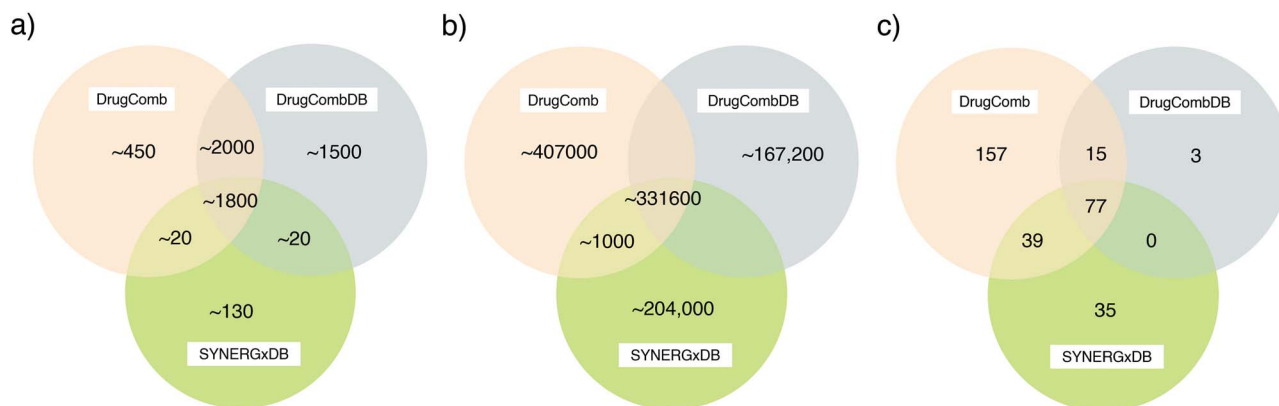 a)
DrugComb
DrugCombDB
~450
~2000
~1500
~1800
~20
~20
~130
SYNERGxDB
b)
DrugComb
DrugCombDB
~407000
~167,200
~331600
~1000
~204,000
SYNERGxDB
c)
DrugComb
DrugCombDB
157
15
3
77
39
0
35
SYNERGxDB